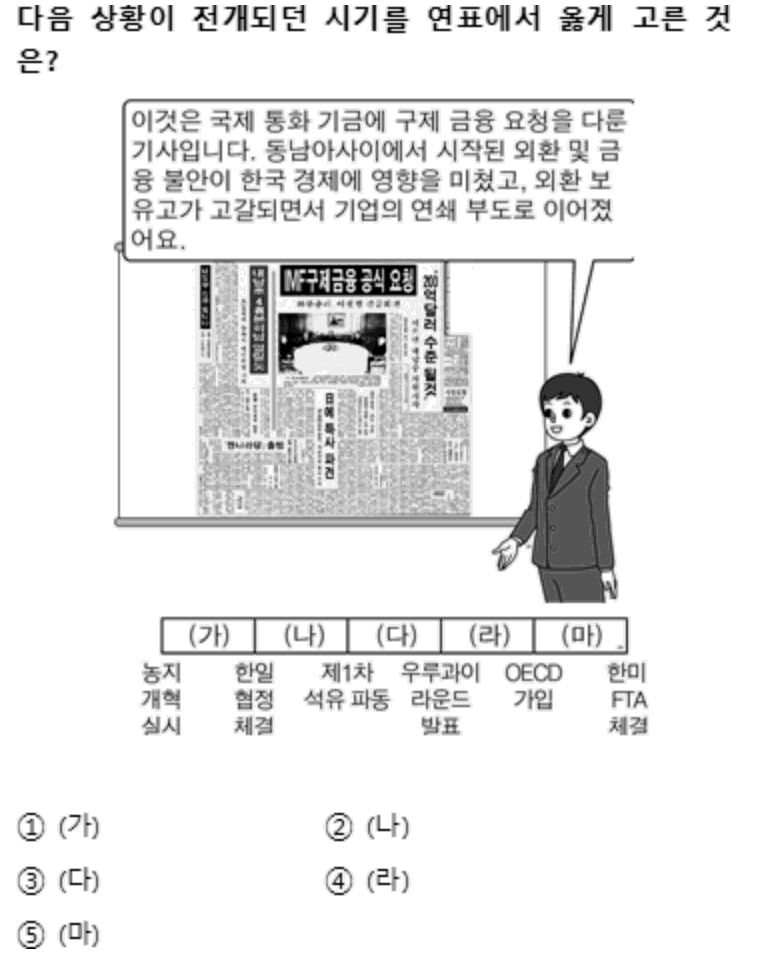 다음 상황이 전개되던 시기를 연표에서 옳게 고른 것
은?
이것은 국제 통화 기금에 구제 금융 요청을 다룬
기사입니다. 동남아사이에서 시작된 외환 및 금
융 불안이 한국 경제에 영향을 미쳤고, 외환 보
유고가 고갈되면서 기업의 연쇄 부도로 이어졌
어요.
IMF구제금융 공식 요청
200억달러 수준 될것
日에 특사 파견
(가) (나) (다) (라) (마)
농지 한일 제1차 우루과이 OECD 한미
개혁 협정 석유 파동 라운드 가입 FTA
실시 체결 발표 체결
① (가) ② (나)
③ (다) ④ (라)
⑤ (마)